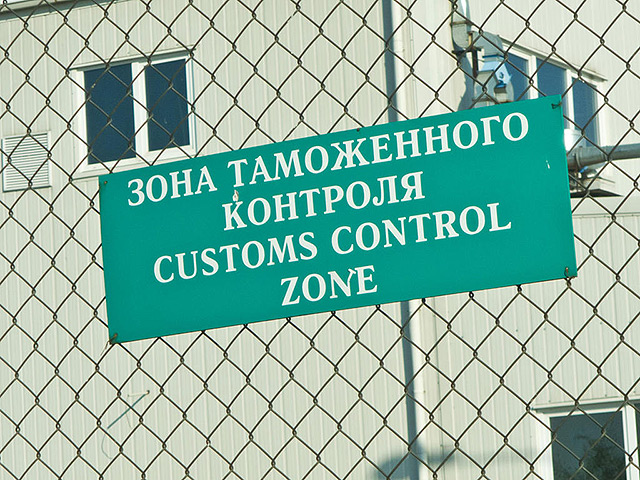 ЗОНА ТАМОЖЕННОГО
КОНТРОЛЯ
CUSTOMS CONTROL
ZONE